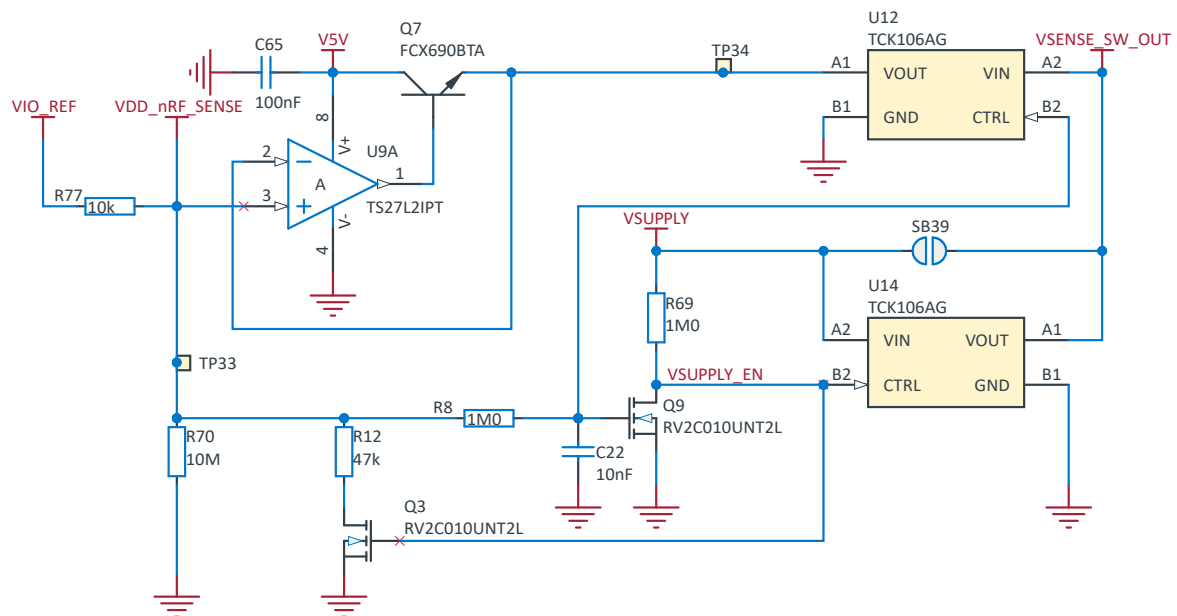 U12
TCK106AG
Q7
FCX690BTA
C65
100nF
V5V
TP34
VSENSE_SW_OUT
A1
VOUT
VIN
A2
B1
GND
CTRL
B2
VIO_REF
VDD_nRF_SENSE
8
V+
U9A
2
A
1
3
TS27L2IPT
V-
4
R77
10k
VSUPPLY
SB39
U14
TCK106AG
R69
1M0
A2
VIN
VOUT
A1
TP33
VSUPPLY_EN
B2
CTRL
GND
B1
R8
1M0
Q9
RV2C010UNT2L
R70
10M
R12
47k
C22
10nF
Q3
RV2C010UNT2L